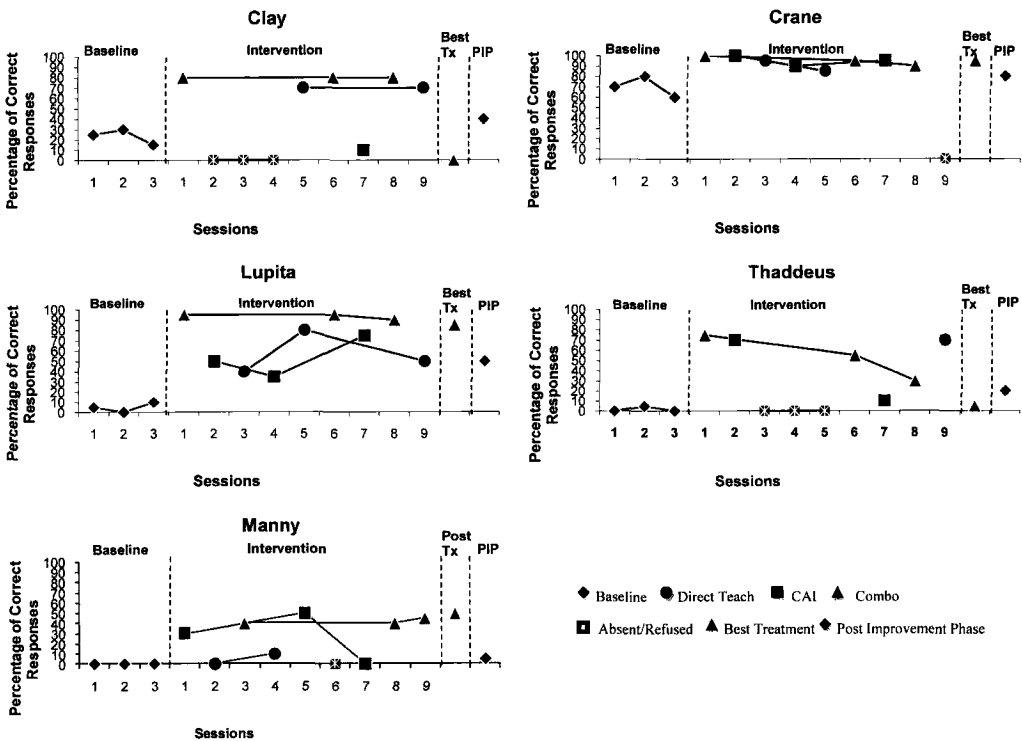 Clay
Baseline Intervention Best Tx PIP
Percentage of Correct Responses
100
90
80
70
60
50
40
30
20
10
0
1 2 3 1 2 3 4 5 6 7 8 9
Sessions
Crane
Baseline Intervention Best Tx PIP
Percentage of Correct Responses
100
90
80
70
60
50
40
30
20
10
0
1 2 3 1 2 3 4 5 6 7 8 9
Sessions
Lupita
Baseline Intervention Best Tx PIP
Percentage of Correct Responses
100
90
80
70
60
50
40
30
20
10
0
1 2 3 1 2 3 4 5 6 7 8 9
Sessions
Thaddeus
Baseline Intervention Best Tx PIP
Percentage of Correct Responses
100
90
80
70
60
50
40
30
20
10
0
1 2 3 1 2 3 4 5 6 7 8 9
Sessions
Manny
Baseline Intervention Post Tx PIP
Percentage of Correct Responses
100
90
80
70
60
50
40
30
20
10
0
1 2 3 1 2 3 4 5 6 7 8 9
Sessions
Baseline Direct Teach CAI Combo
Absent/Refused Best Treatment Post Improvement Phase